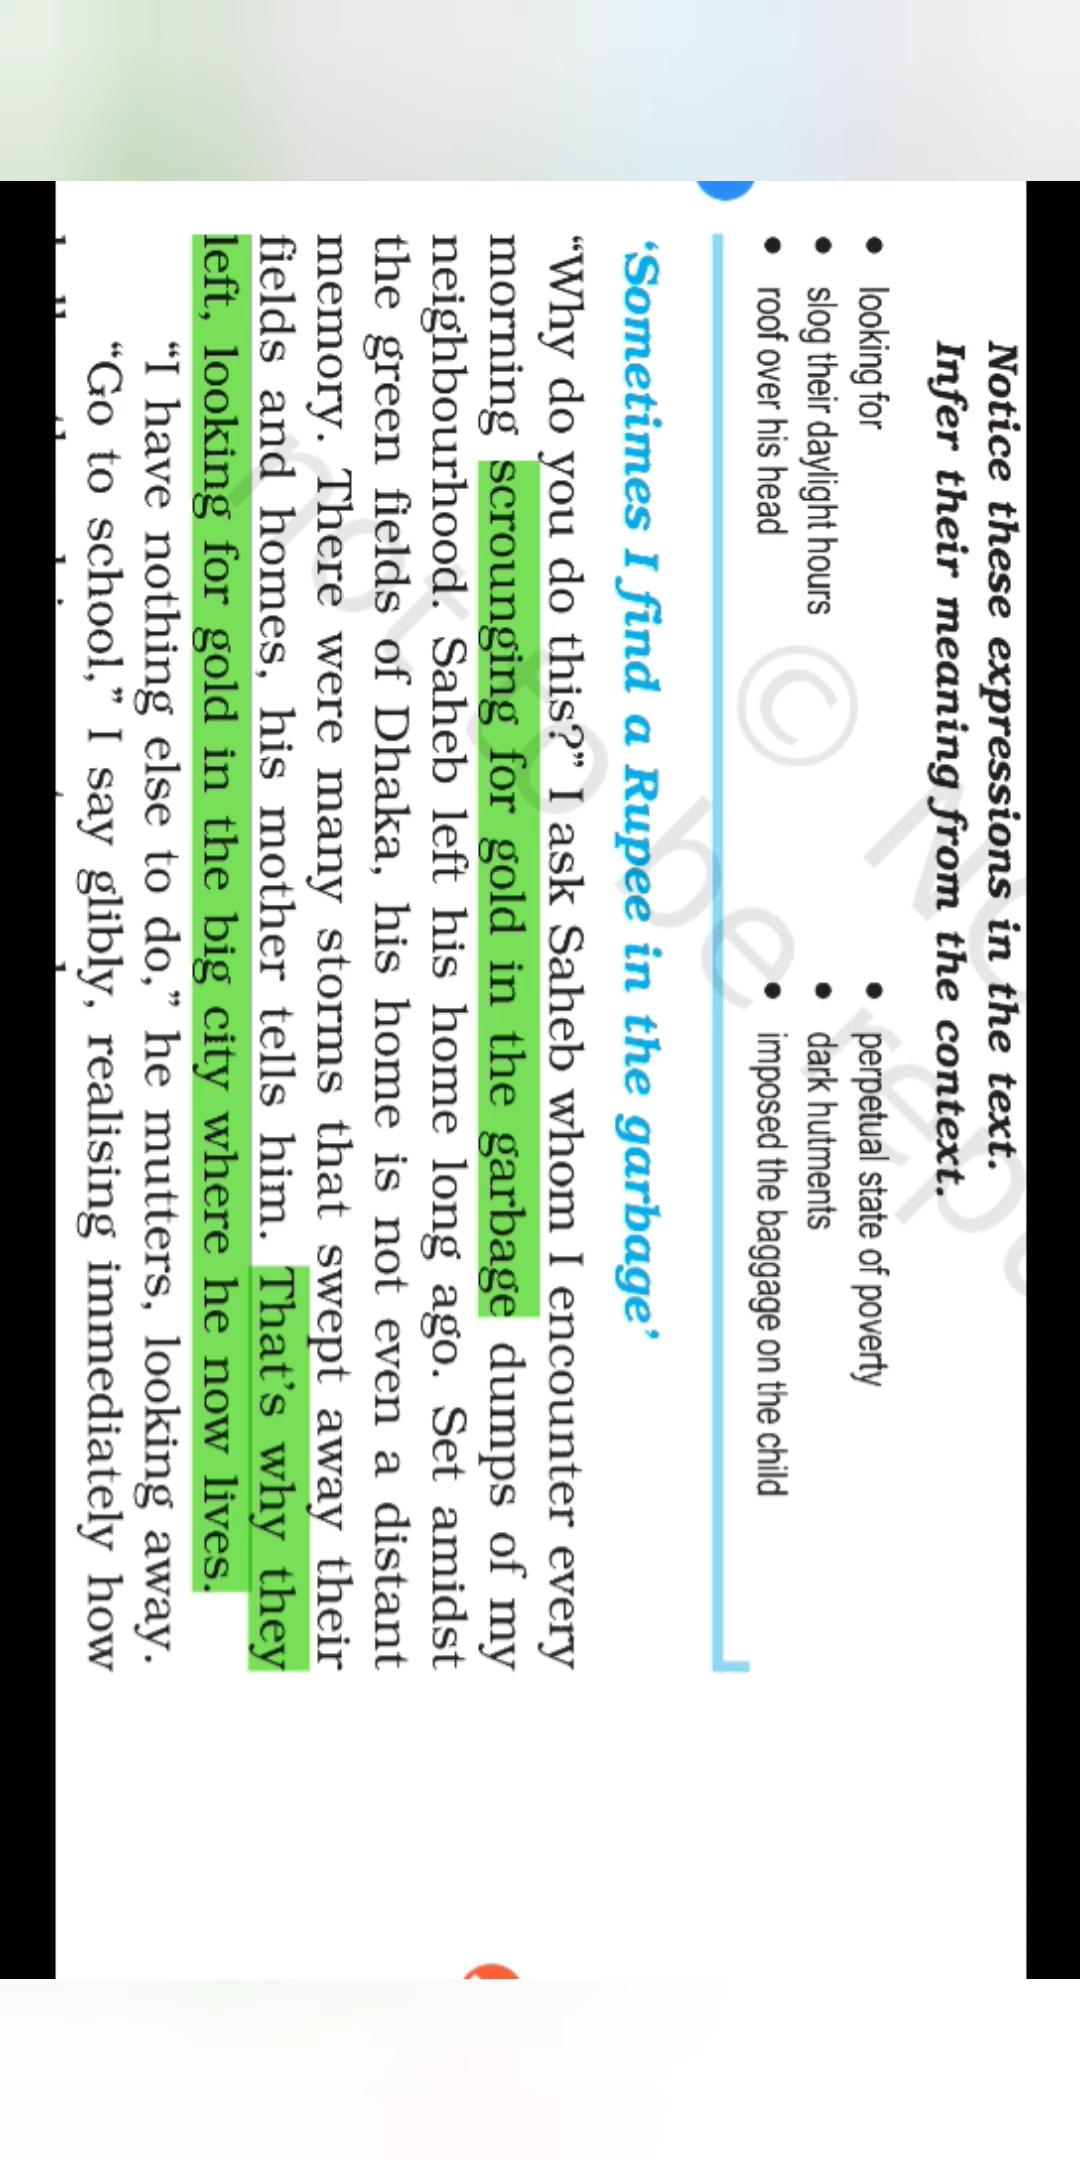 Notice these expressions in the text.
Infer their meaning from the context.
• looking for • perpetual state of poverty
• slog their daylight hours • dark hutments
• roof over his head • imposed the baggage on the child
‘Sometimes I find a Rupee in the garbage’
“Why do you do this?” I ask Saheb whom I encounter every
morning scrounging for gold in the garbage dumps of my
neighbourhood. Saheb left his home long ago. Set amidst
the green fields of Dhaka, his home is not even a distant
memory. There were many storms that swept away their
fields and homes, his mother tells him. That’s why they
left, looking for gold in the big city where he now lives.
“I have nothing else to do,” he mutters, looking away.
“Go to school,” I say glibly, realising immediately how
© not to be